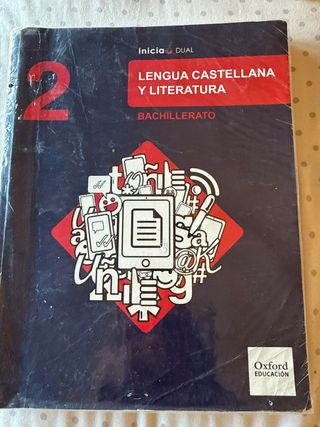 inicia DUAL
2
LENGUA CASTELLANA
Y LITERATURA
BACHILLERATO
Oxford
EDUCACIÓN